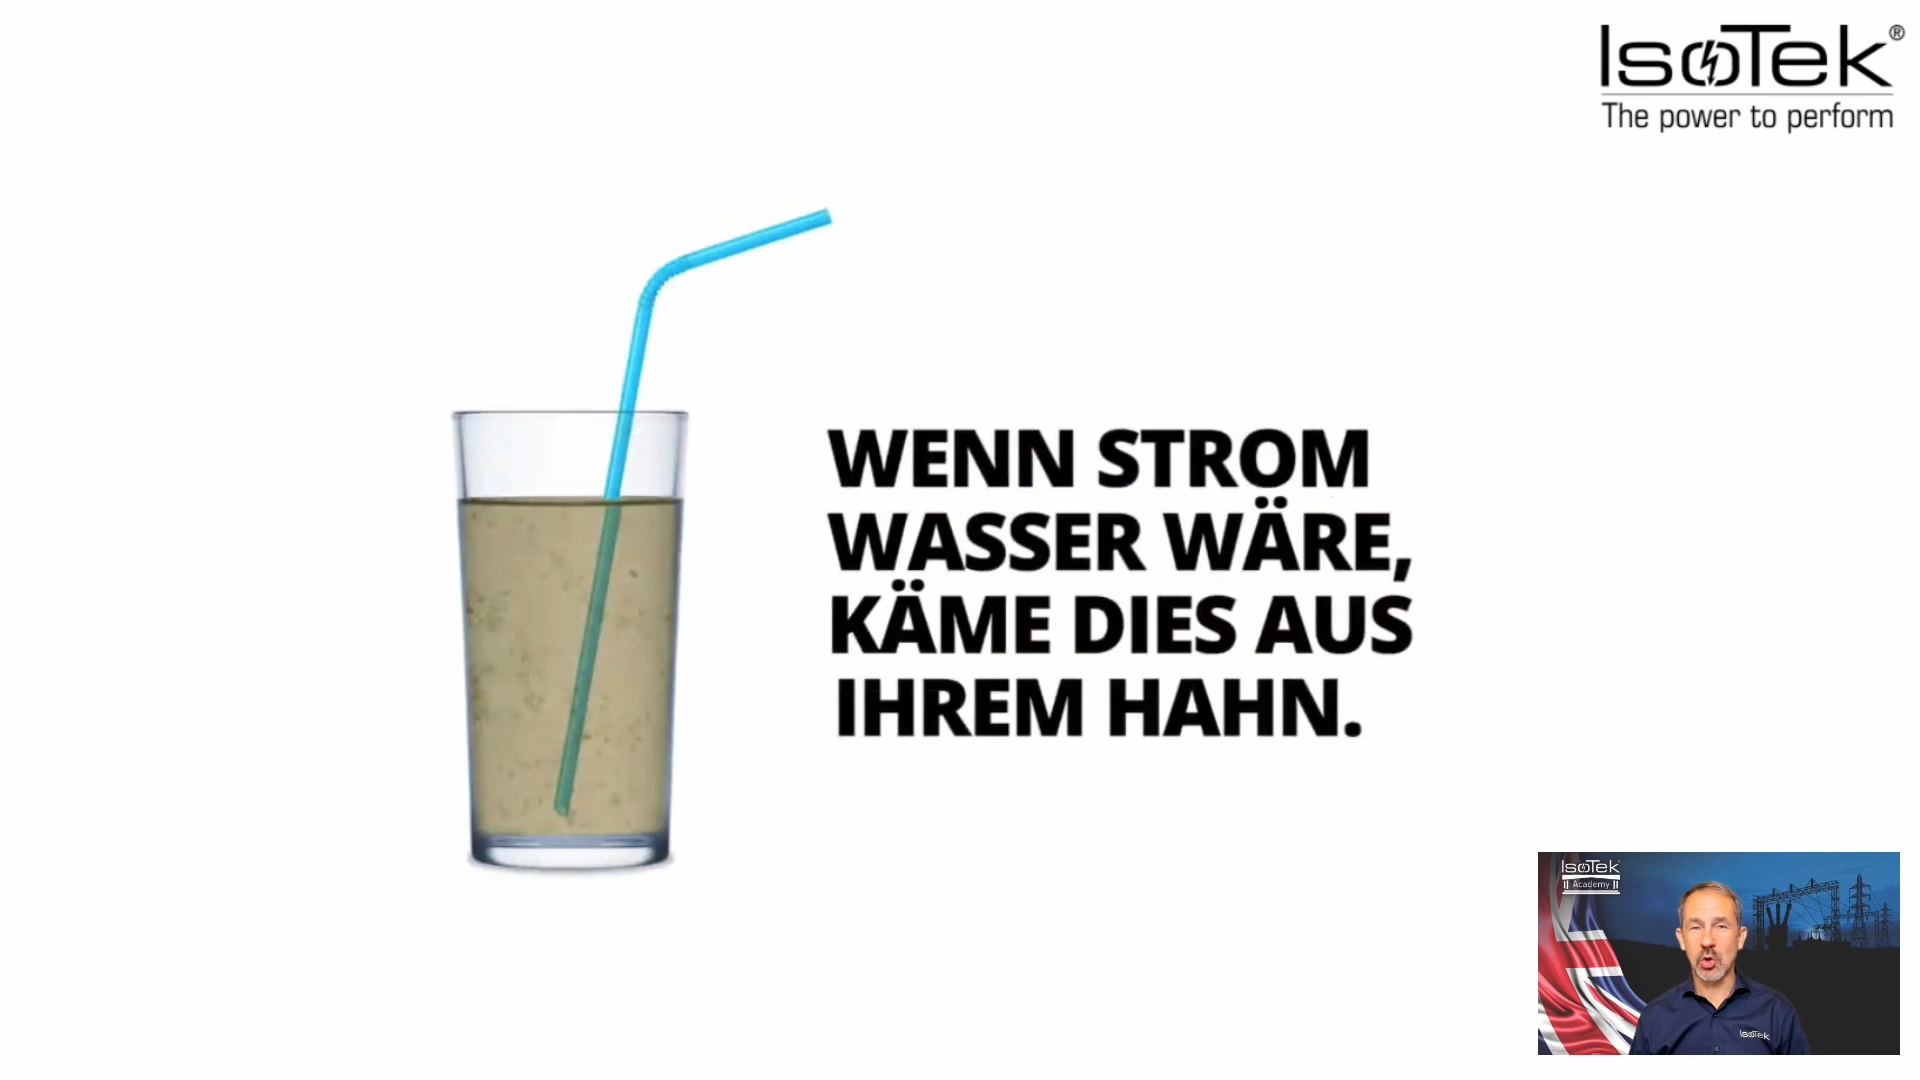 IsoTek®
The power to perform
WENN STROM
WASSER WÄRE,
KÄME DIES AUS
IHREM HAHN.
IsoTek
Academy
IsoTek